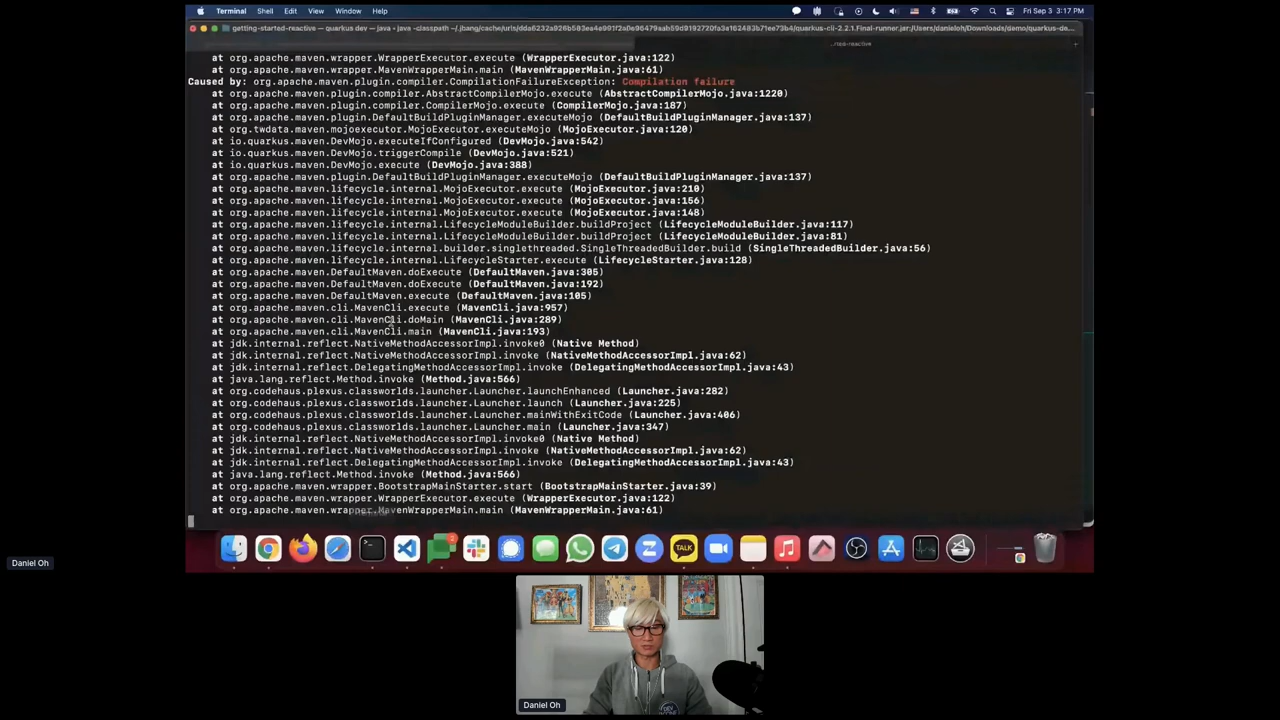 Terminal Shell Edit View Window Help Fri Sep 3 3:17 PM
../test-reactive
at org.apache.maven.wrapper.WrapperExecutor.execute (WrapperExecutor.java:122)
at org.apache.maven.wrapper.MavenWrapperMain.main (MavenWrapperMain.java:61)
Caused by: org.apache.maven.plugin.compiler.CompilationFailureException: Compilation failure
at org.apache.maven.plugin.compiler.AbstractCompilerMojo.execute (AbstractCompilerMojo.java:1220)
at org.apache.maven.plugin.compiler.CompilerMojo.execute (CompilerMojo.java:187)
at org.apache.maven.plugin.DefaultBuildPluginManager.executeMojo (DefaultBuildPluginManager.java:137)
at org.twdata.maven.mojoexecutor.MojoExecutor.executeMojo (MojoExecutor.java:120)
at io.quarkus.maven.DevMojo.executeIfConfigured (DevMojo.java:542)
at io.quarkus.maven.DevMojo.triggerCompile (DevMojo.java:521)
at io.quarkus.maven.DevMojo.execute (DevMojo.java:388)
at org.apache.maven.plugin.DefaultBuildPluginManager.executeMojo (DefaultBuildPluginManager.java:137)
at org.apache.maven.lifecycle.internal.MojoExecutor.execute (MojoExecutor.java:210)
at org.apache.maven.lifecycle.internal.MojoExecutor.execute (MojoExecutor.java:156)
at org.apache.maven.lifecycle.internal.MojoExecutor.execute (MojoExecutor.java:148)
at org.apache.maven.lifecycle.internal.LifecycleModuleBuilder.buildProject (LifecycleModuleBuilder.java:117)
at org.apache.maven.lifecycle.internal.LifecycleModuleBuilder.buildProject (LifecycleModuleBuilder.java:81)
at org.apache.maven.lifecycle.internal.builder.singlethreaded.SingleThreadedBuilder.build (SingleThreadedBuilder.java:56)
at org.apache.maven.lifecycle.internal.LifecycleStarter.execute (LifecycleStarter.java:128)
at org.apache.maven.DefaultMaven.doExecute (DefaultMaven.java:305)
at org.apache.maven.DefaultMaven.doExecute (DefaultMaven.java:192)
at org.apache.maven.DefaultMaven.execute (DefaultMaven.java:105)
at org.apache.maven.cli.MavenCli.execute (MavenCli.java:957)
at org.apache.maven.cli.MavenCli.doMain (MavenCli.java:289)
at org.apache.maven.cli.MavenCli.main (MavenCli.java:193)
at jdk.internal.reflect.NativeMethodAccessorImpl.invoke0 (Native Method)
at jdk.internal.reflect.NativeMethodAccessorImpl.invoke (NativeMethodAccessorImpl.java:62)
at jdk.internal.reflect.DelegatingMethodAccessorImpl.invoke (DelegatingMethodAccessorImpl.java:43)
at java.lang.reflect.Method.invoke (Method.java:566)
at org.codehaus.plexus.classworlds.launcher.Launcher.launchEnhanced (Launcher.java:282)
at org.codehaus.plexus.classworlds.launcher.Launcher.launch (Launcher.java:225)
at org.codehaus.plexus.classworlds.launcher.Launcher.mainWithExitCode (Launcher.java:406)
at org.codehaus.plexus.classworlds.launcher.Launcher.main (Launcher.java:347)
at jdk.internal.reflect.NativeMethodAccessorImpl.invoke0 (Native Method)
at jdk.internal.reflect.NativeMethodAccessorImpl.invoke (NativeMethodAccessorImpl.java:62)
at jdk.internal.reflect.DelegatingMethodAccessorImpl.invoke (DelegatingMethodAccessorImpl.java:43)
at java.lang.reflect.Method.invoke (Method.java:566)
at org.apache.maven.wrapper.BootstrapMainStarter.start (BootstrapMainStarter.java:39)
at org.apache.maven.wrapper.WrapperExecutor.execute (WrapperExecutor.java:122)
at org.apache.maven.wrapper.MavenWrapperMain.main (MavenWrapperMain.java:61)
TALK
Daniel Oh
Daniel Oh